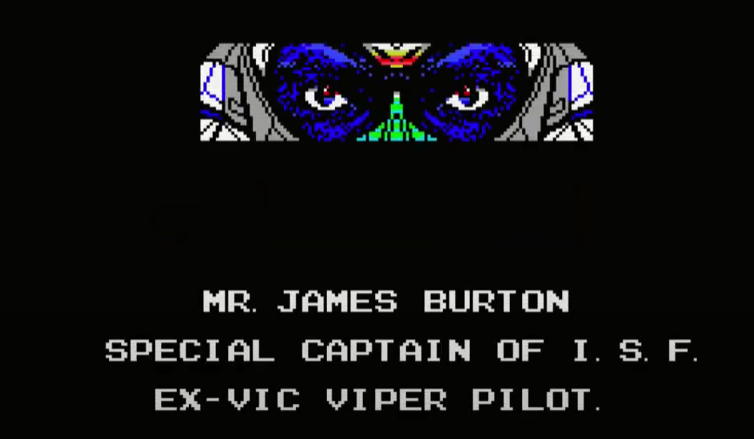 MR. JAMES BURTON
SPECIAL CAPTAIN OF I. S. F.
EX-VIC VIPER PILOT.